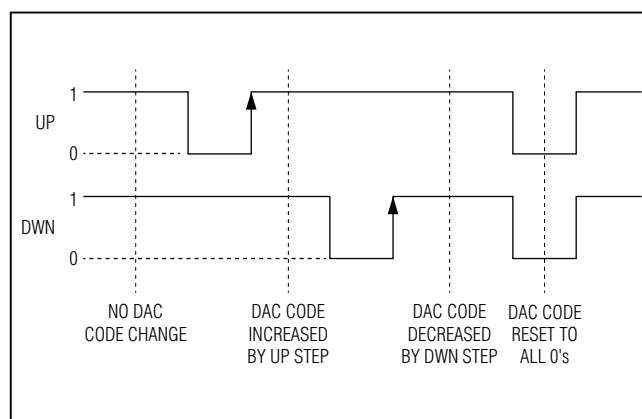 1
UP
0
1
DWN
0
NO DAC
CODE CHANGE
DAC CODE
INCREASED
BY UP STEP
DAC CODE
DECREASED
BY DWN STEP
DAC CODE
RESET TO
ALL 0's